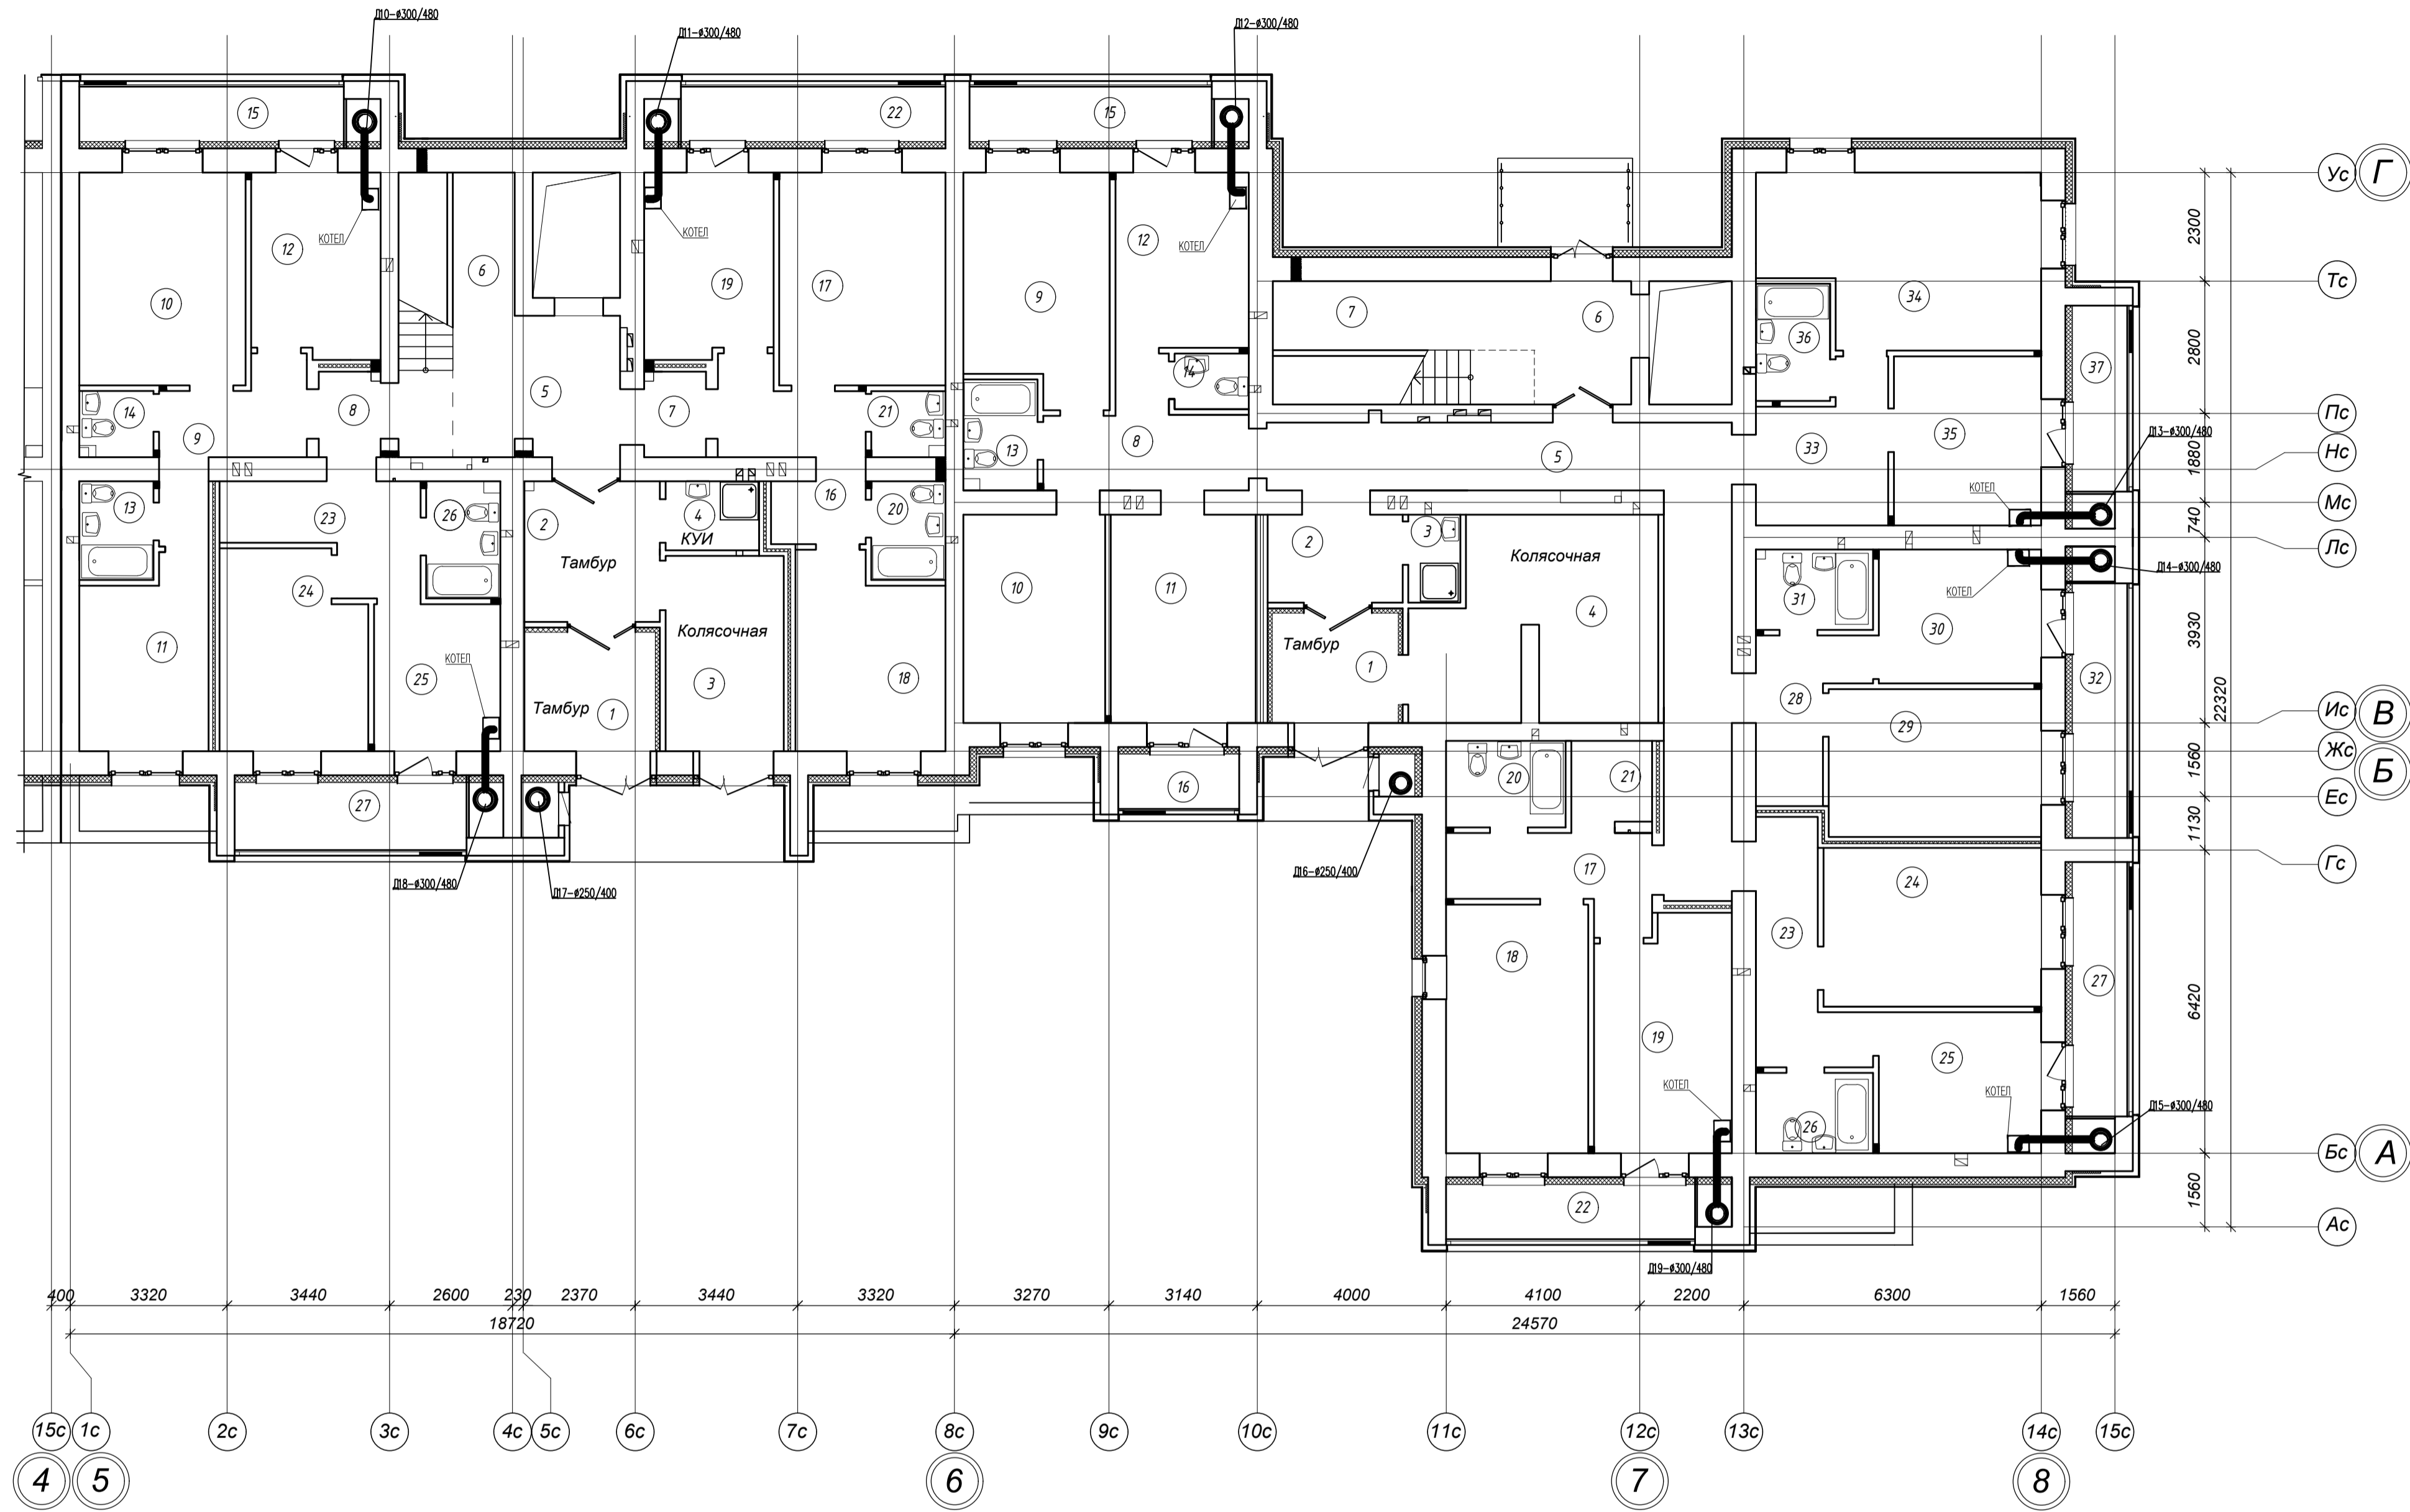 Д10-ø300/480
Д11-ø300/480
Д12-ø300/480
15
22
15
Ус
Г
12
КОТЕЛ
6
КОТЕЛ
12
КОТЕЛ
2300
10
19
17
9
7
6
34
Тс
36
2800
37
14
8
5
7
21
14
9
13
8
5
33
35
Пс
Д13-ø300/480
1880
Нс
13
23
26
2
4
КУИ
16
20
2
3
Колясочная
КОТЕЛ
Мс
740
Лс
Тамбур
24
10
11
4
31
30
КОТЕЛ
Д14-ø300/480
3930
Колясочная
Тамбур
11
25
КОТЕЛ
3
18
1
28
32
22320
Тамбур
1
29
Ис
В
Жс
Б
1560
27
16
20
21
Ес
1130
Д18-ø300/480
Д17-ø250/400
Д16-ø250/400
17
24
Гс
18
23
27
6420
19
25
КОТЕЛ
КОТЕЛ
26
Д15-ø300/480
Бс
А
22
1560
Ас
Д19-ø300/480
400
3320
3440
2600
230
2370
3440
3320
3270
3140
4000
4100
2200
6300
1560
18720
24570
15с
1с
2с
3с
4с
5с
6с
7с
8с
9с
10с
11с
12с
13с
14с
15с
4
5
6
7
8